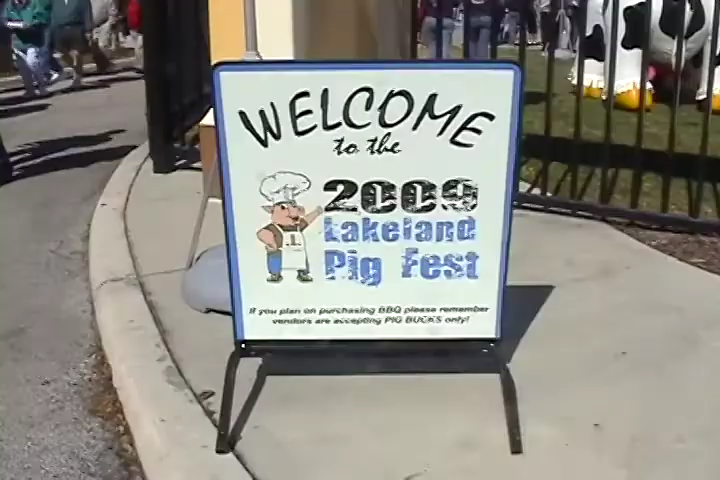 WELCOME
to the
2009
Lakeland
Pig Fest
If you plan on purchasing BBQ please remember
vendors are accepting PIG BUCKS only!